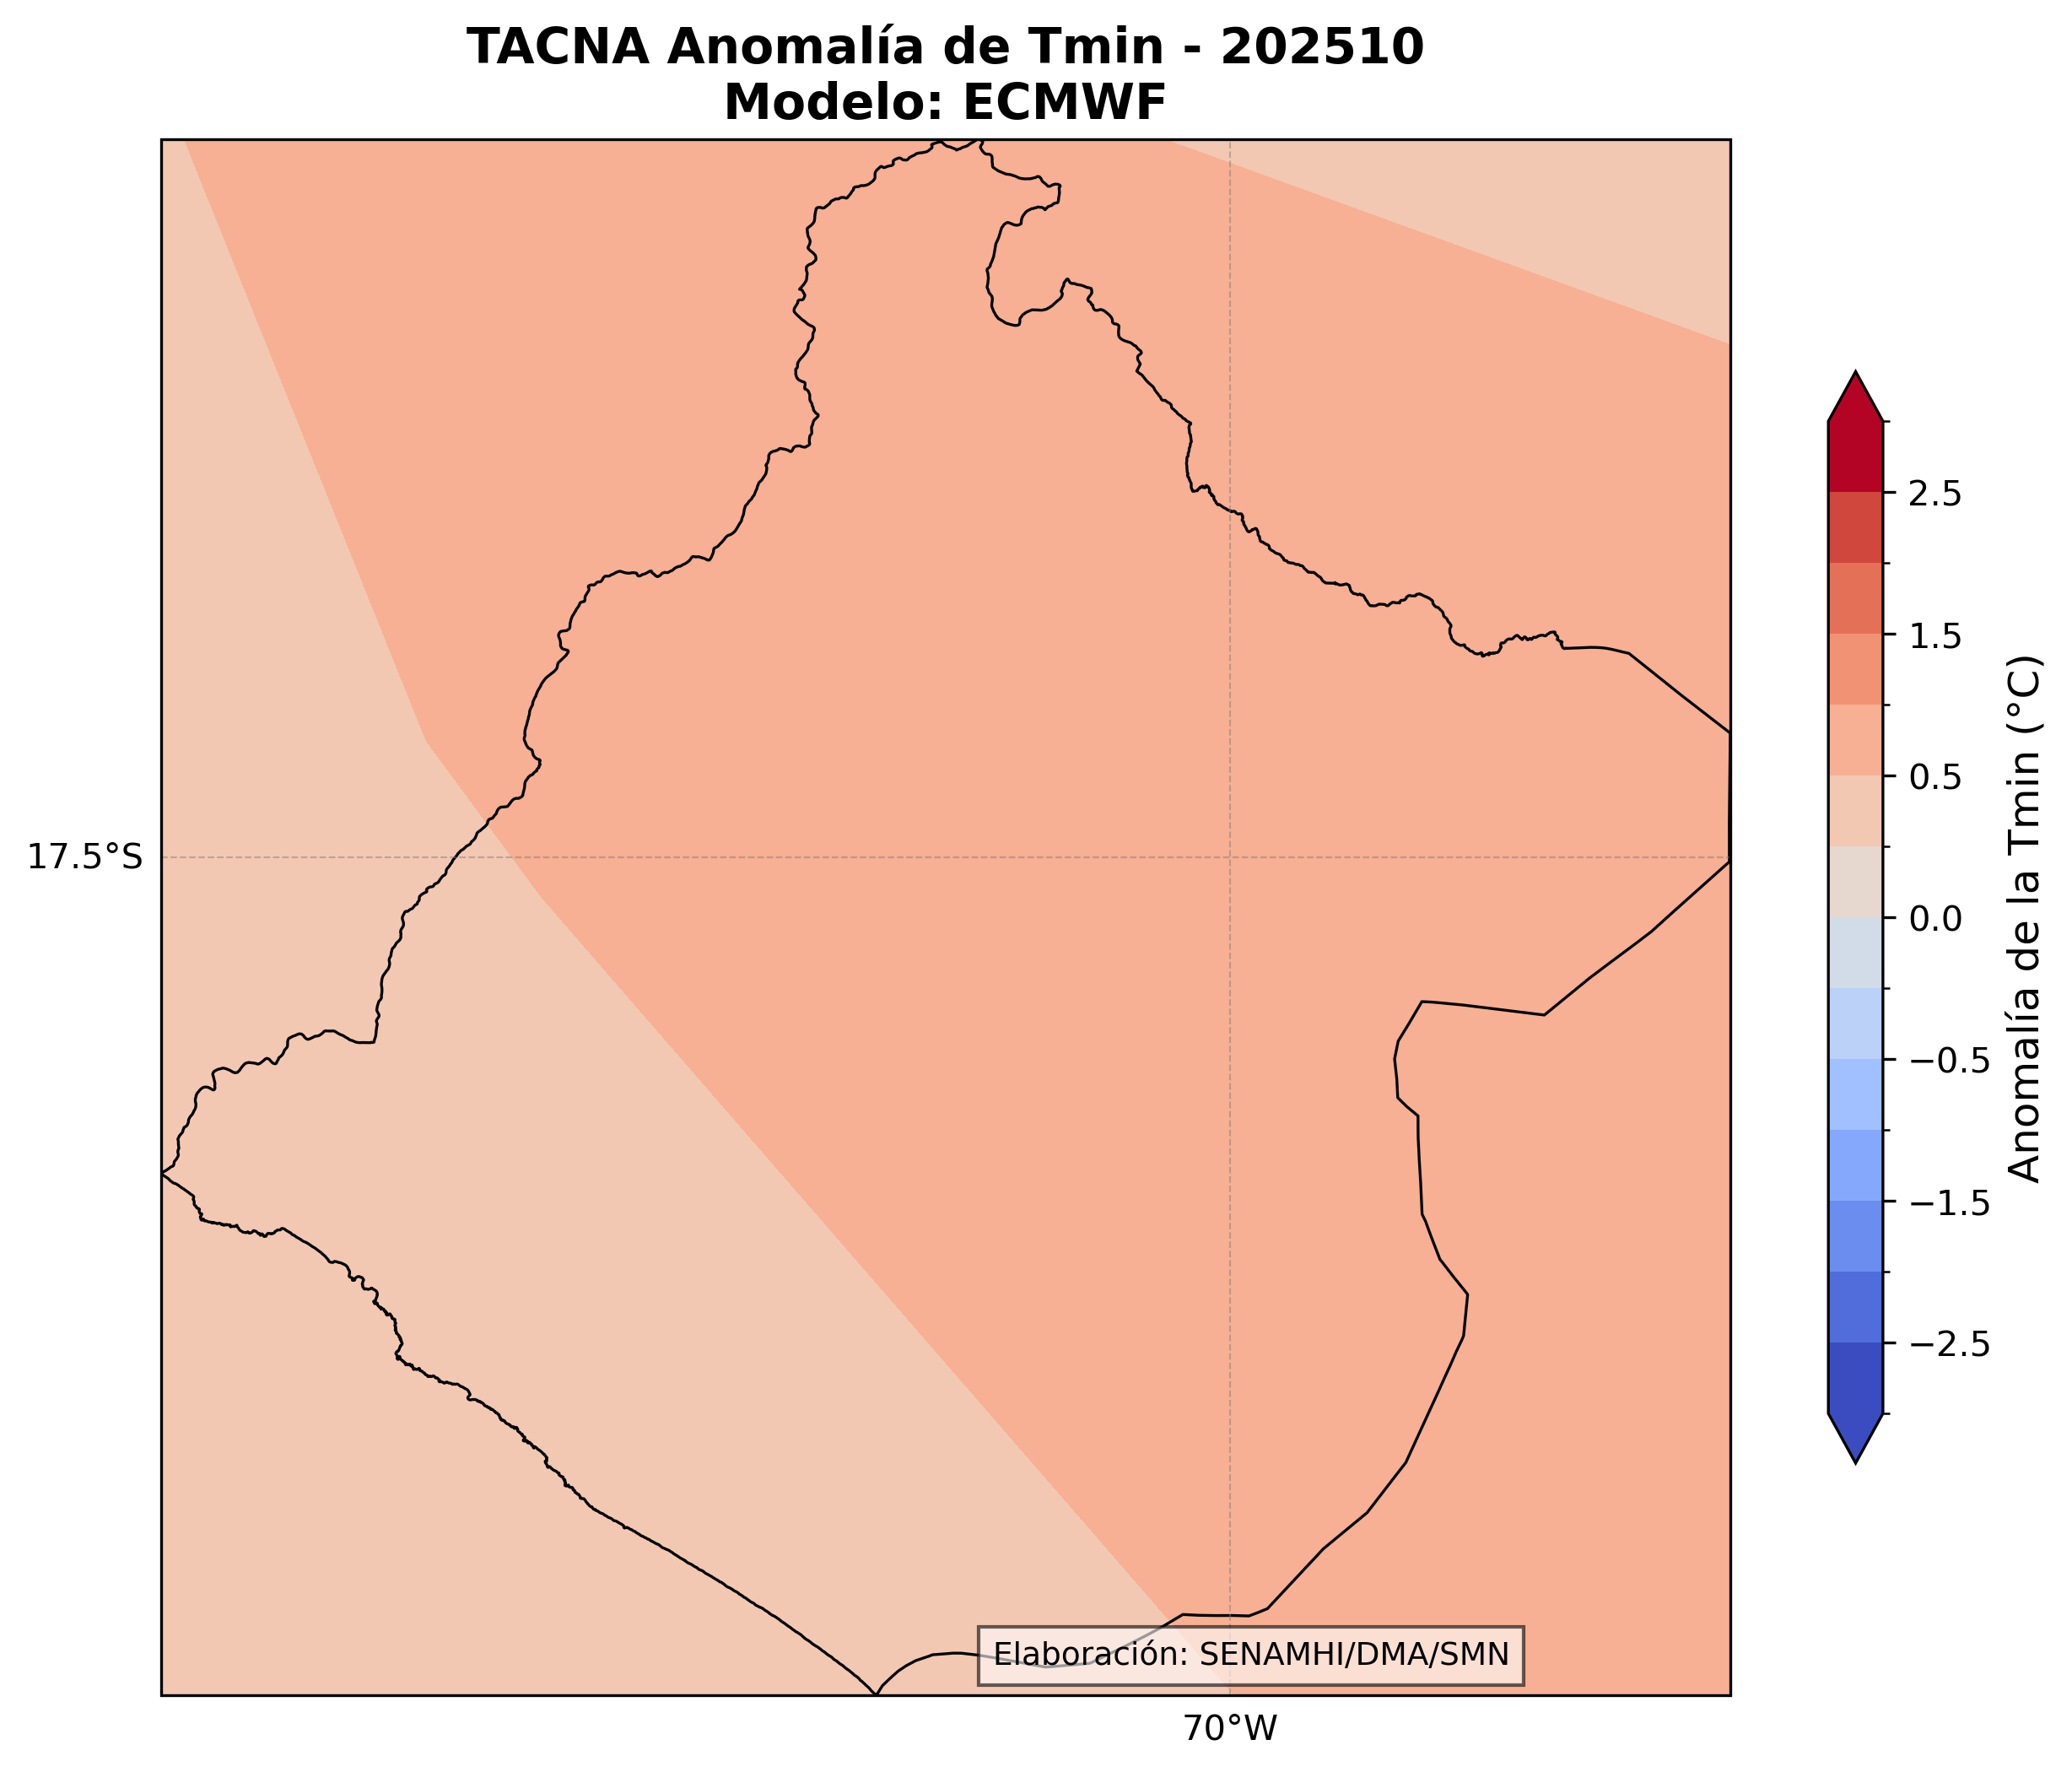 TACNA Anomalía de Tmin - 202510
Modelo: ECMWF
17.5°S
70°W
Elaboración: SENAMHI/DMA/SMN
2.5
1.5
0.5
0.0
−0.5
−1.5
−2.5
Anomalía de la Tmin (°C)